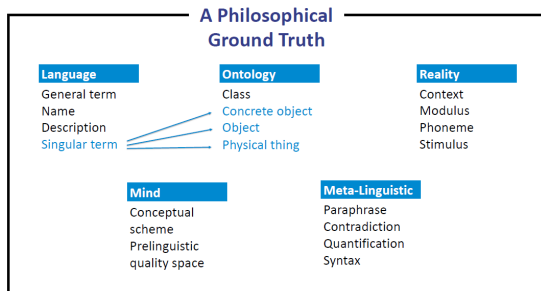 A Philosophical
Ground Truth
Language
General term
Name
Description
Singular term
Ontology
Class
Concrete object
Object
Physical thing
Reality
Context
Modulus
Phoneme
Stimulus
Mind
Conceptual
scheme
Prelinguistic
quality space
Meta-Linguistic
Paraphrase
Contradiction
Quantification
Syntax